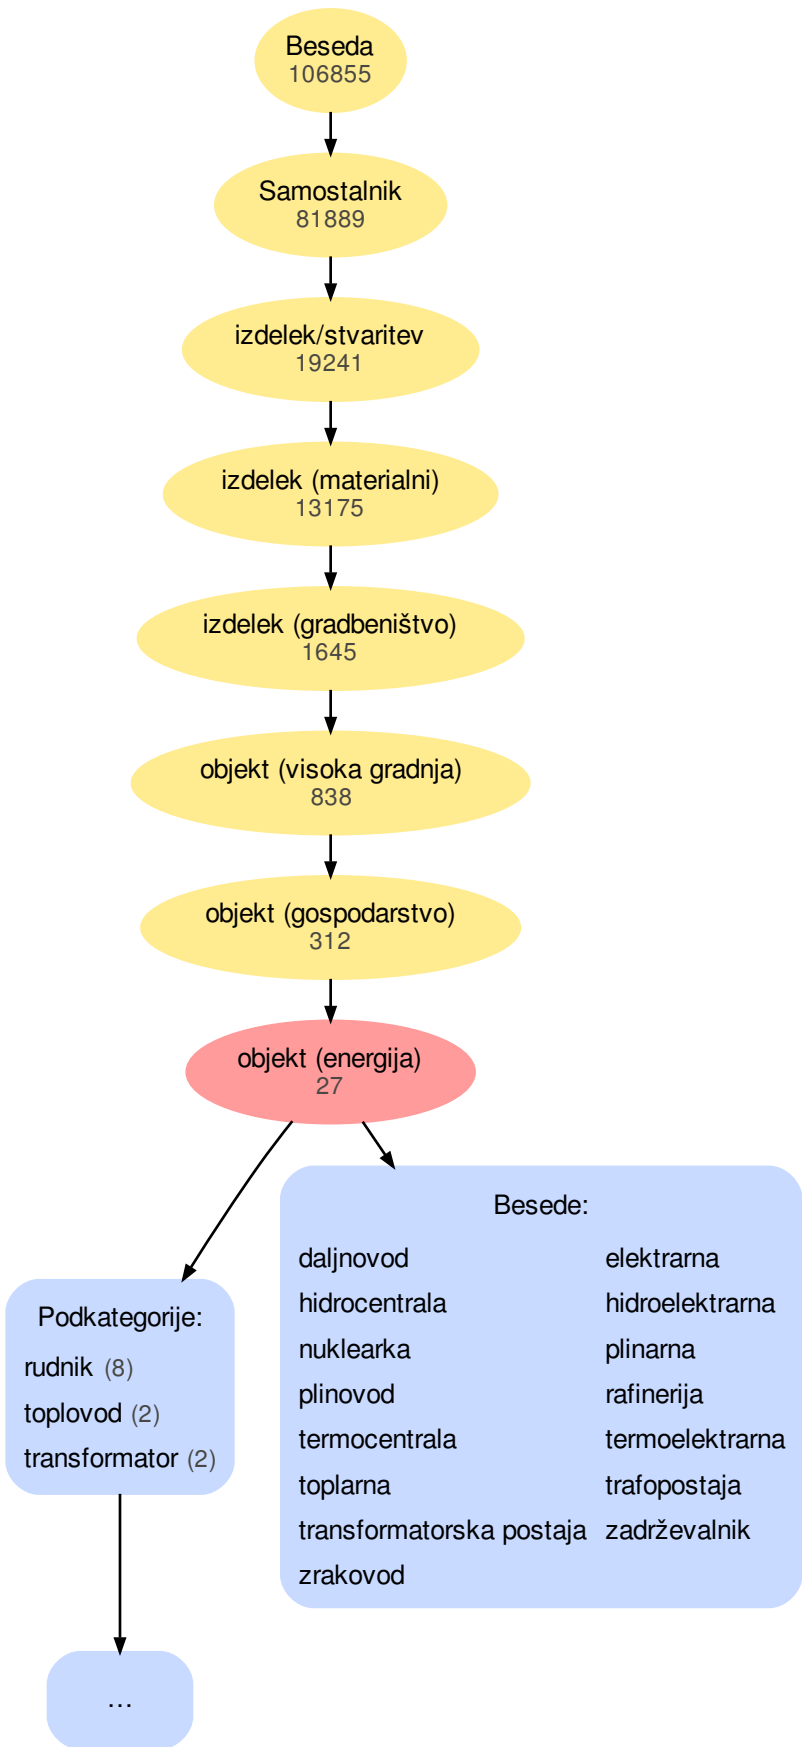 Beseda
106855
Samostalnik
81889
izdelek/stvaritev
19241
izdelek (materialni)
13175
izdelek (gradbeništvo)
1645
objekt (visoka gradnja)
838
objekt (gospodarstvo)
312
objekt (energija)
27
Besede:
daljnovod elektrarna
hidrocentrala hidroelektrarna
nuklearka plinarna
plinovod rafinerija
termocentrala termoelektrarna
toplarna trafopostaja
transformatorska postaja zadrževalnik
zrakovod
Podkategorije:
rudnik (8)
toplovod (2)
transformator (2)
...